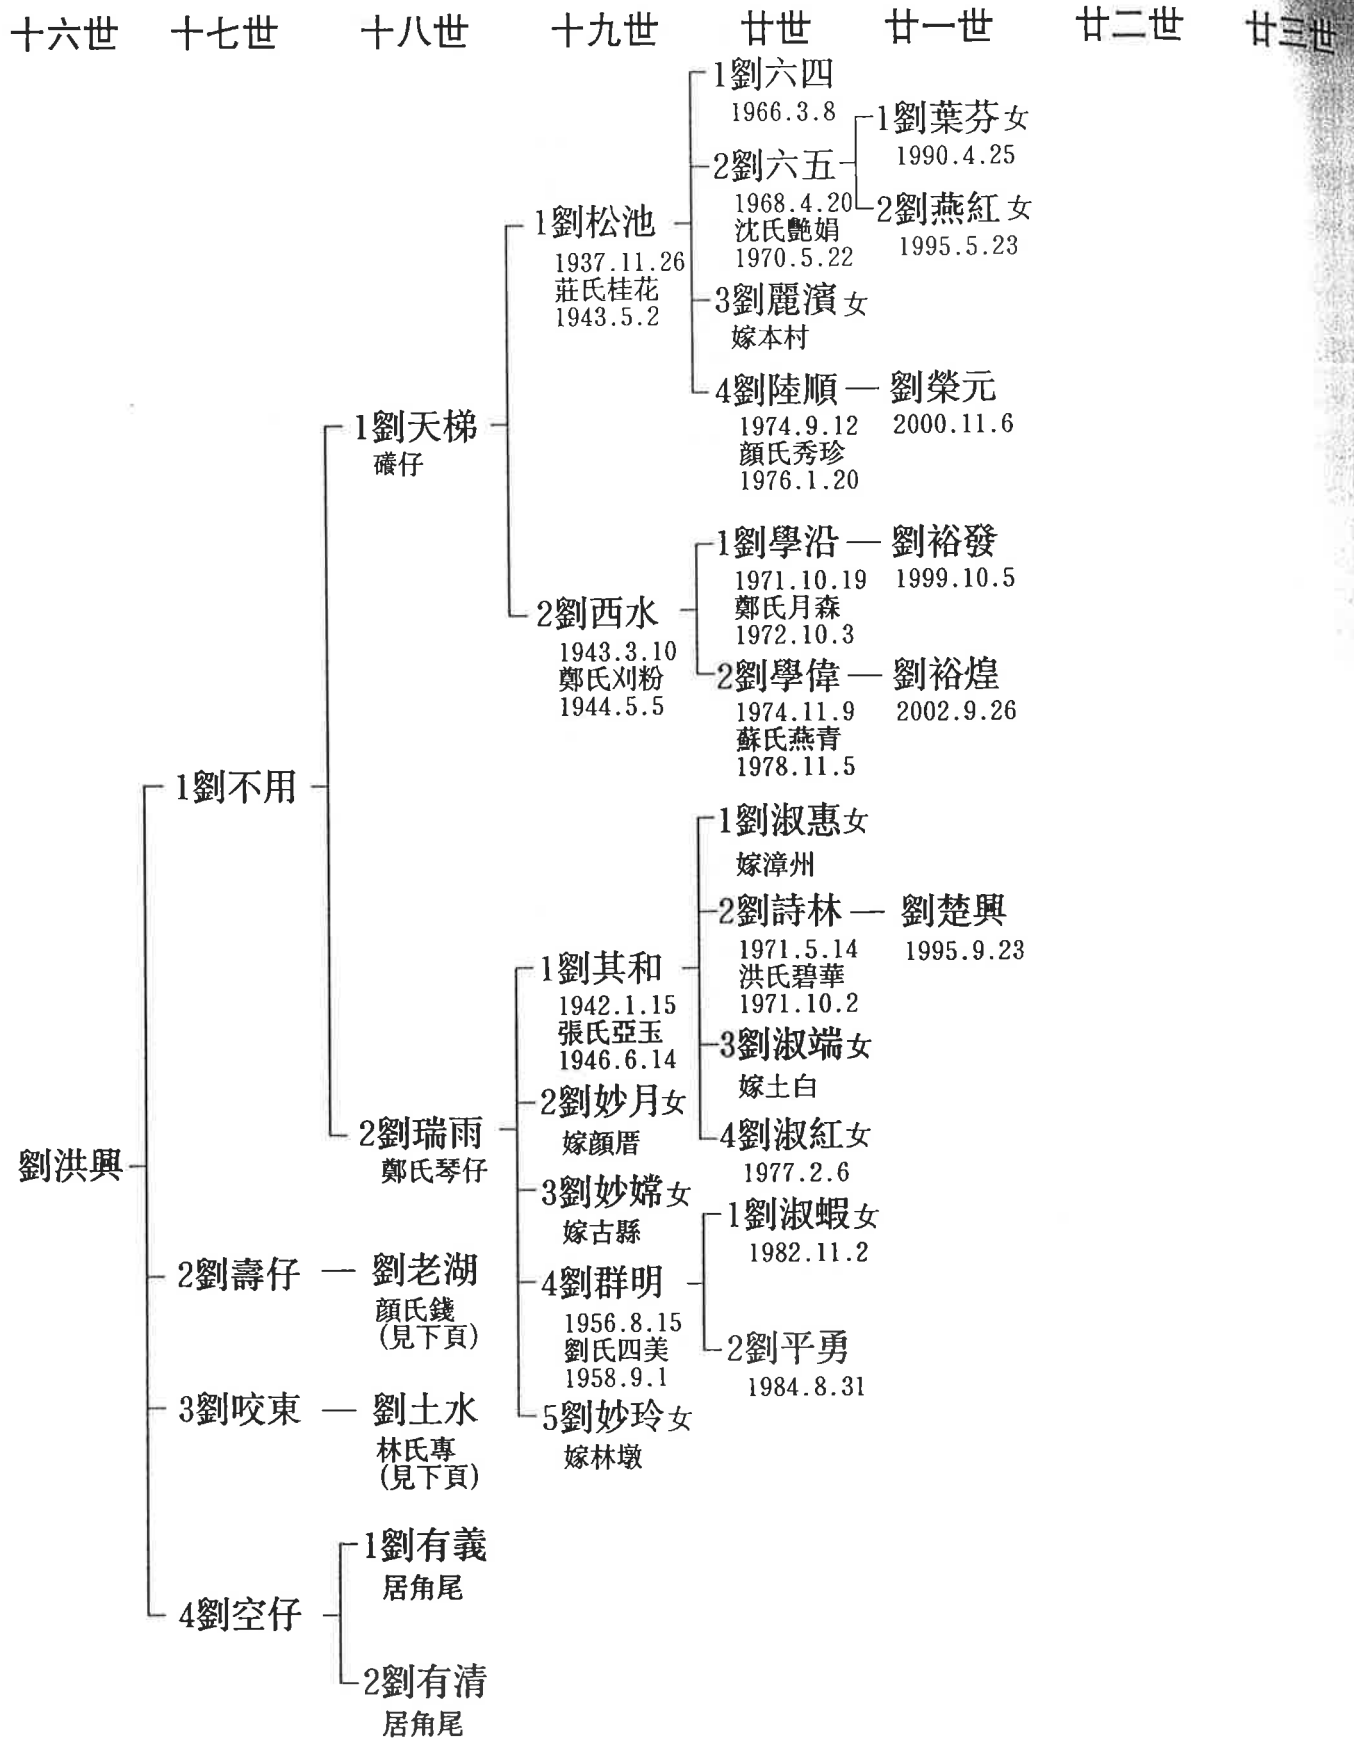 十六世 十七世 十八世 十九世 廿世 廿一世 廿二世 廿三世
1劉六四
1966.3.8
1劉葉芬女
1990.4.25
2劉六五
1968.4.20
沈氏艷娟
1970.5.22
2劉燕紅女
1995.5.23
1劉松池
1937.11.26
莊氏桂花
1943.5.2
3劉麗濱女
嫁本村
4劉陸順 — 劉榮元
1974.9.12 2000.11.6
顏氏秀珍
1976.1.20
1劉天梯
礒仔
1劉學沿 — 劉裕發
1971.10.19 1999.10.5
鄭氏月森
1972.10.3
2劉西水
1943.3.10
鄭氏刈粉
1944.5.5
2劉學偉 — 劉裕煌
1974.11.9 2002.9.26
蘇氏燕青
1978.11.5
1劉不用
1劉淑惠女
嫁漳州
2劉詩林 — 劉楚興
1971.5.14 1995.9.23
洪氏碧華
1971.10.2
1劉其和
1942.1.15
張氏亞玉
1946.6.14
3劉淑端女
嫁土白
2劉妙月女
嫁顏厝
4劉淑紅女
1977.2.6
2劉瑞雨
鄭氏琴仔
劉洪興
3劉妙嫦女
嫁古縣
1劉淑蝦女
1982.11.2
2劉壽仔 — 劉老湖
顏氏錢
(見下頁)
4劉群明
1956.8.15
劉氏四美
1958.9.1
2劉平勇
1984.8.31
3劉咬東 — 劉土水
林氏專
(見下頁)
5劉妙玲女
嫁林墩
1劉有義
居角尾
4劉空仔
2劉有清
居角尾